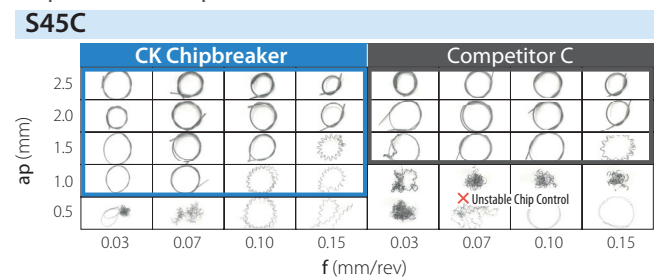 S45C
CK Chipbreaker Competitor C
2.5
2.0
1.5
1.0
✕ Unstable Chip Control
0.5
0.03 0.07 0.10 0.15 0.03 0.07 0.10 0.15
ap (mm)
f (mm/rev)